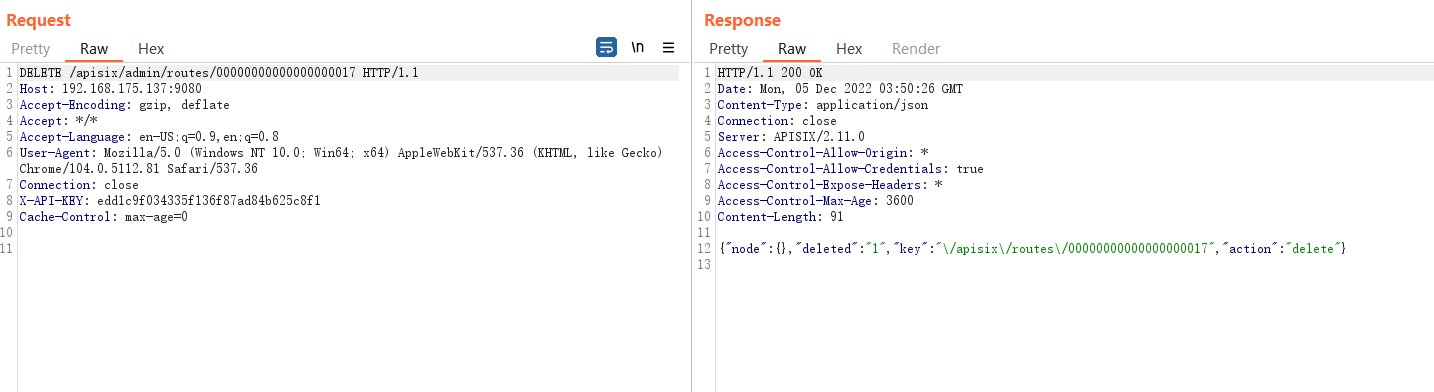 Request
Pretty Raw Hex \n
1 DELETE /apisix/admin/routes/00000000000000000017 HTTP/1.1
2 Host: 192.168.175.137:9080
3 Accept-Encoding: gzip, deflate
4 Accept: */*
5 Accept-Language: en-US;q=0.9,en;q=0.8
6 User-Agent: Mozilla/5.0 (Windows NT 10.0; Win64; x64) AppleWebKit/537.36 (KHTML, like Gecko)
Chrome/104.0.5112.81 Safari/537.36
7 Connection: close
8 X-API-KEY: edd1c9f034335f136f87ad84b625c8f1
9 Cache-Control: max-age=0
10
11
Response
Pretty Raw Hex Render
1 HTTP/1.1 200 OK
2 Date: Mon, 05 Dec 2022 03:50:26 GMT
3 Content-Type: application/json
4 Connection: close
5 Server: APISIX/2.11.0
6 Access-Control-Allow-Origin: *
7 Access-Control-Allow-Credentials: true
8 Access-Control-Expose-Headers: *
9 Access-Control-Max-Age: 3600
10 Content-Length: 91
11
12 {"node":{},"deleted":"1","key":"\/apisix\/routes\/00000000000000000017","action":"delete"}
13